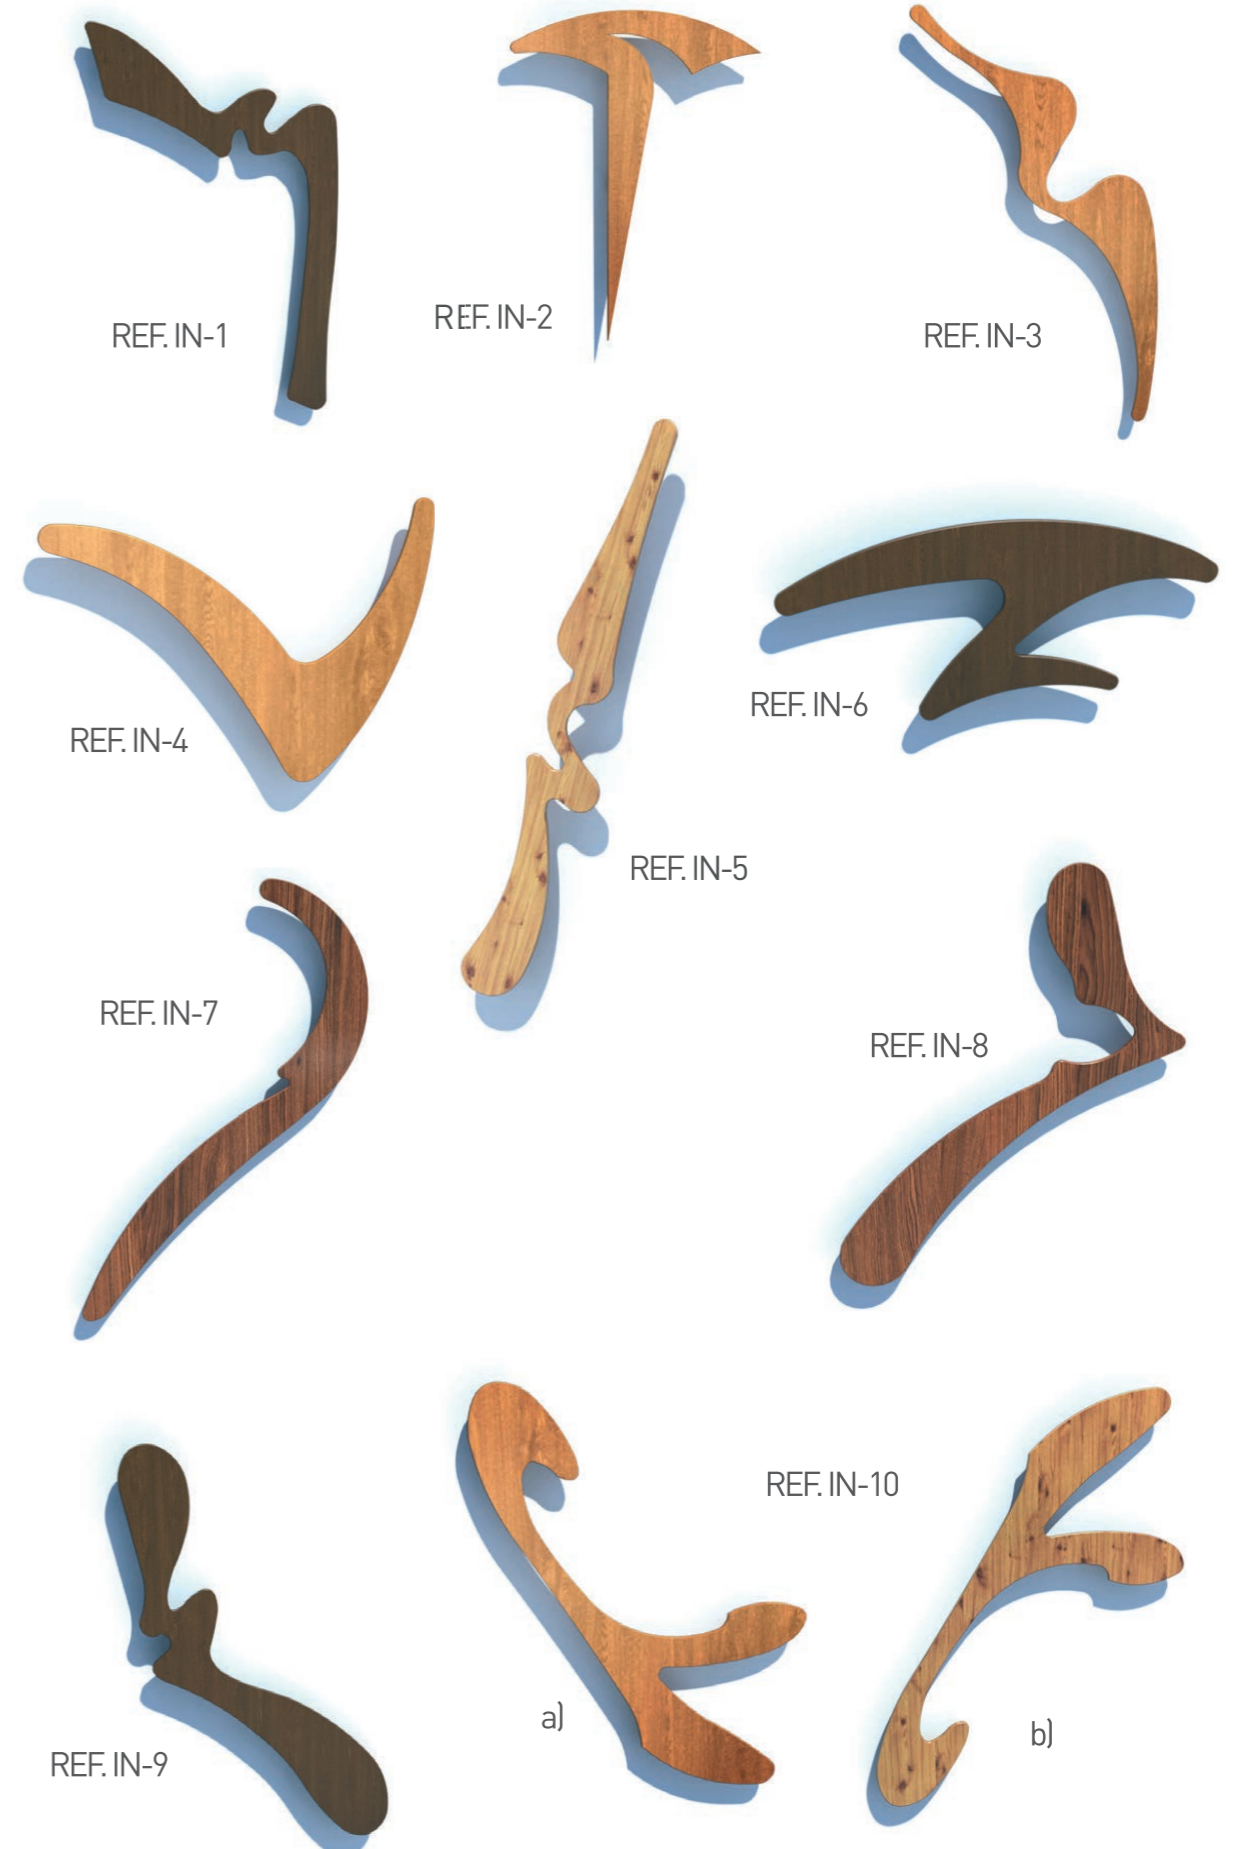 REF. IN-1
REF. IN-2
REF. IN-3
REF. IN-4
REF. IN-6
REF. IN-5
REF. IN-7
REF. IN-8
REF. IN-10
a)
b)
REF. IN-9